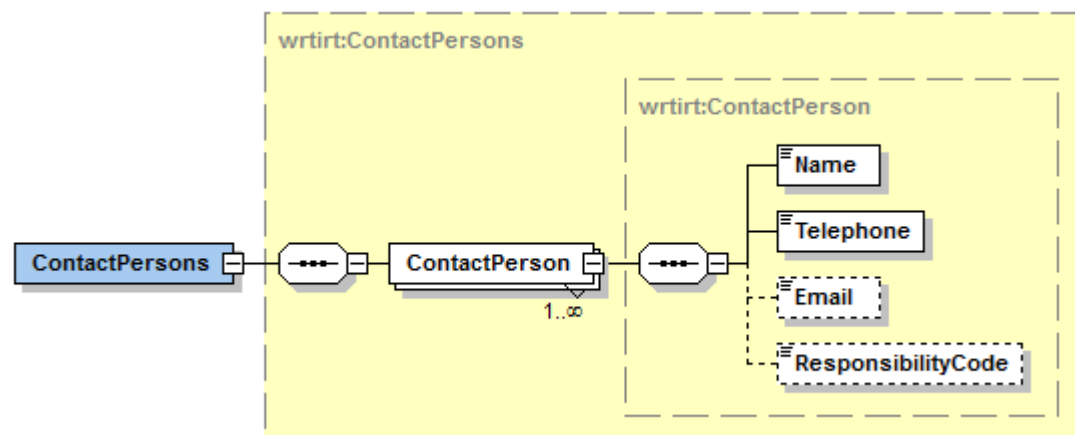 wrtirt:ContactPersons
wrtirt:ContactPerson
Name
Telephone
ContactPersons
ContactPerson
1..∞
Email
ResponsibilityCode